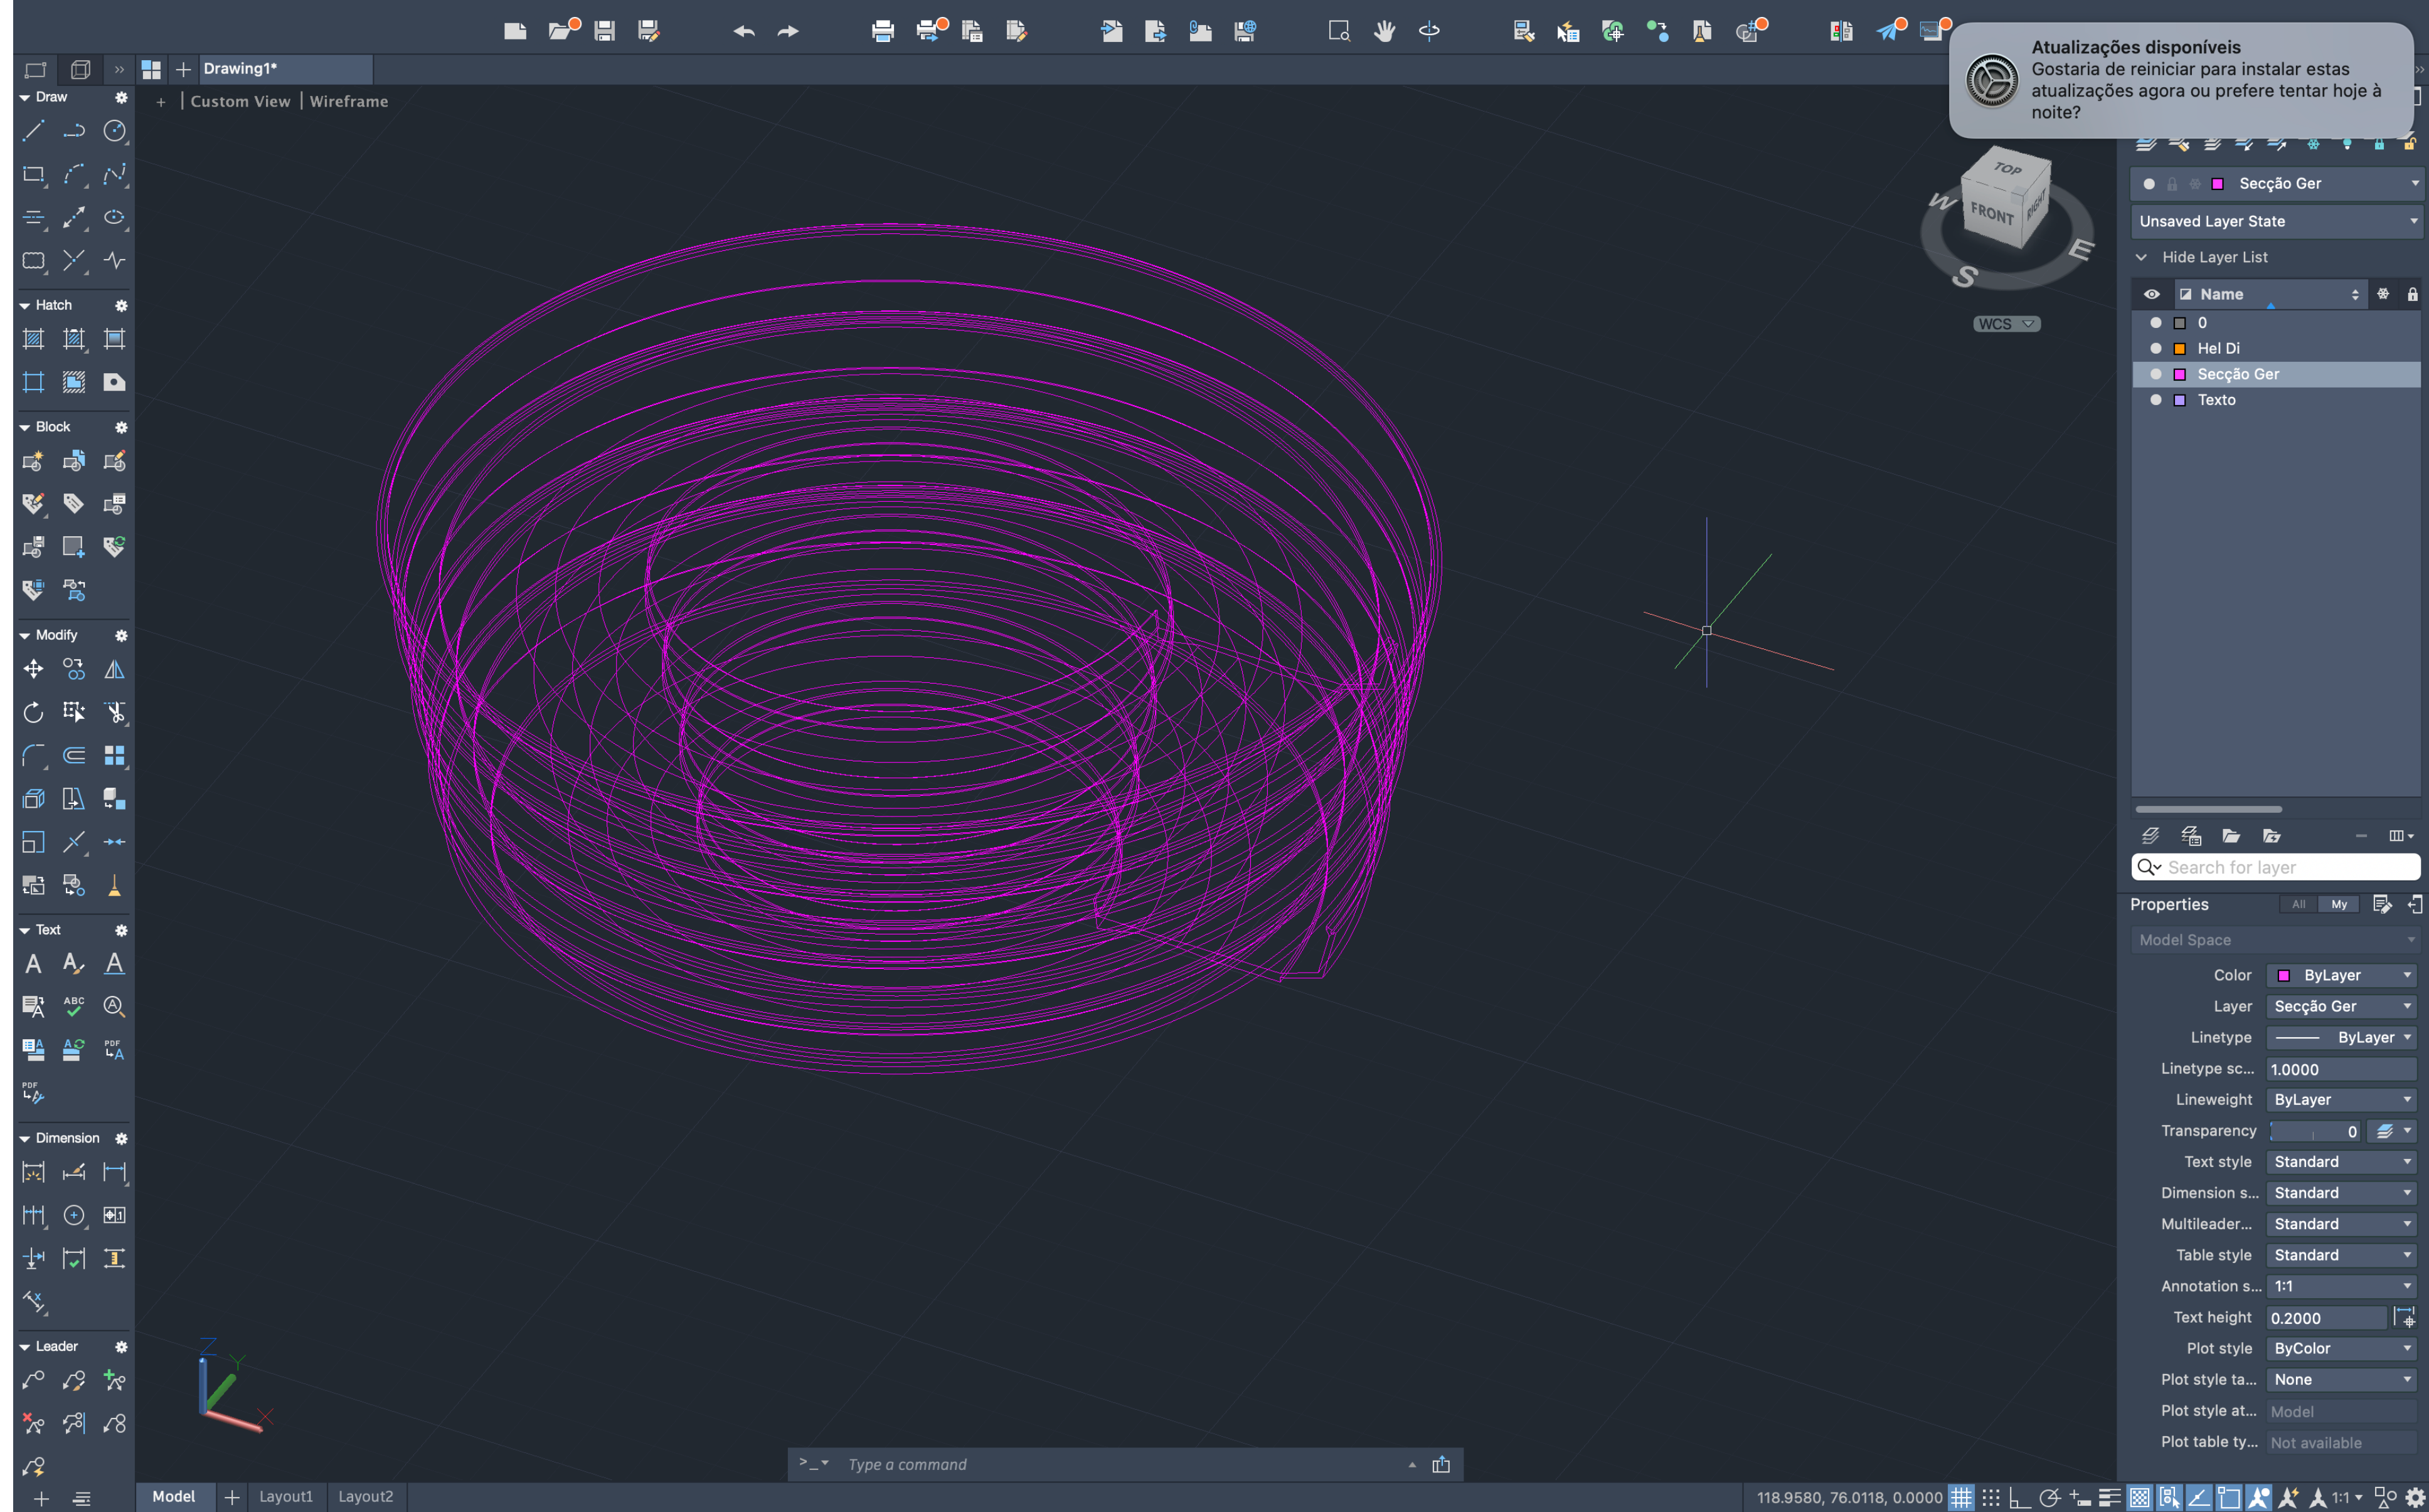 Atualizações disponíveis
Gostaria de reiniciar para instalar estas
atualizações agora ou prefere tentar hoje à
noite?
Drawing1*
+ | Custom View | Wireframe
Draw
Hatch
Block
Modify
Text
A
A
A
A
ABC
A
A
A
PDF
A
PDF
Dimension
Leader
TOP
FRONT
RIGHT
W
S
E
WCS
Z
Y
X
Secção Ger
Unsaved Layer State
Hide Layer List
Name
0
Hel Di
Secção Ger
Texto
Search for layer
Properties
All My
Model Space
Color ByLayer
Layer Secção Ger
Linetype ByLayer
Linetype sc... 1.0000
Lineweight ByLayer
Transparency 0
Text style Standard
Dimension s... Standard
Multileader... Standard
Table style Standard
Annotation s... 1:1
Text height 0.2000
Plot style ByColor
Plot style ta... None
Plot style at... Model
Plot table ty... Not available
>_ Type a command
Model + Layout1 Layout2
118.9580, 76.0118, 0.0000
1:1